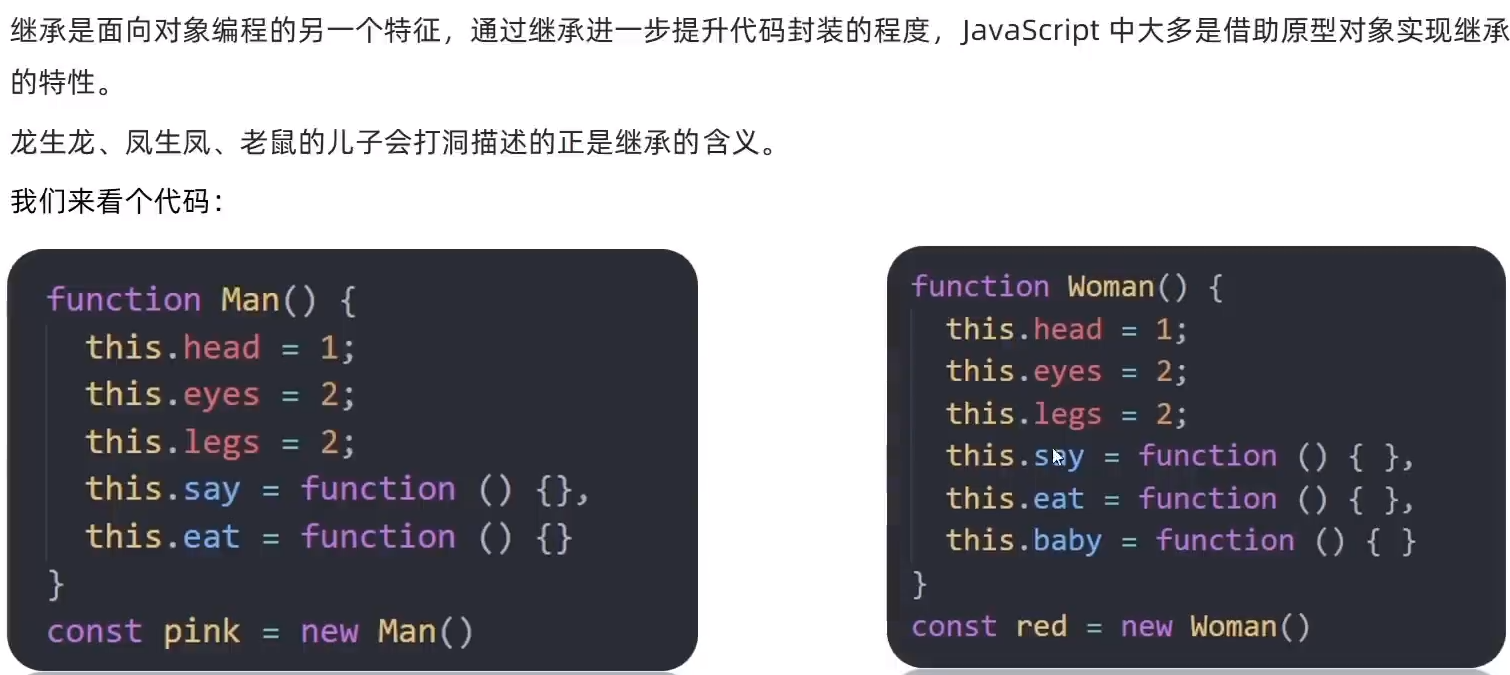 继承是面向对象编程的另一个特征，通过继承进一步提升代码封装的程度，JavaScript 中大多是借助原型对象实现继承
的特性。
龙生龙、凤生凤、老鼠的儿子会打洞描述的正是继承的含义。
我们来看个代码：
function Man() {
  this.head = 1;
  this.eyes = 2;
  this.legs = 2;
  this.say = function () {},
  this.eat = function () {}
}
const pink = new Man()
function Woman() {
  this.head = 1;
  this.eyes = 2;
  this.legs = 2;
  this.say = function () { },
  this.eat = function () { },
  this.baby = function () { }
}
const red = new Woman()